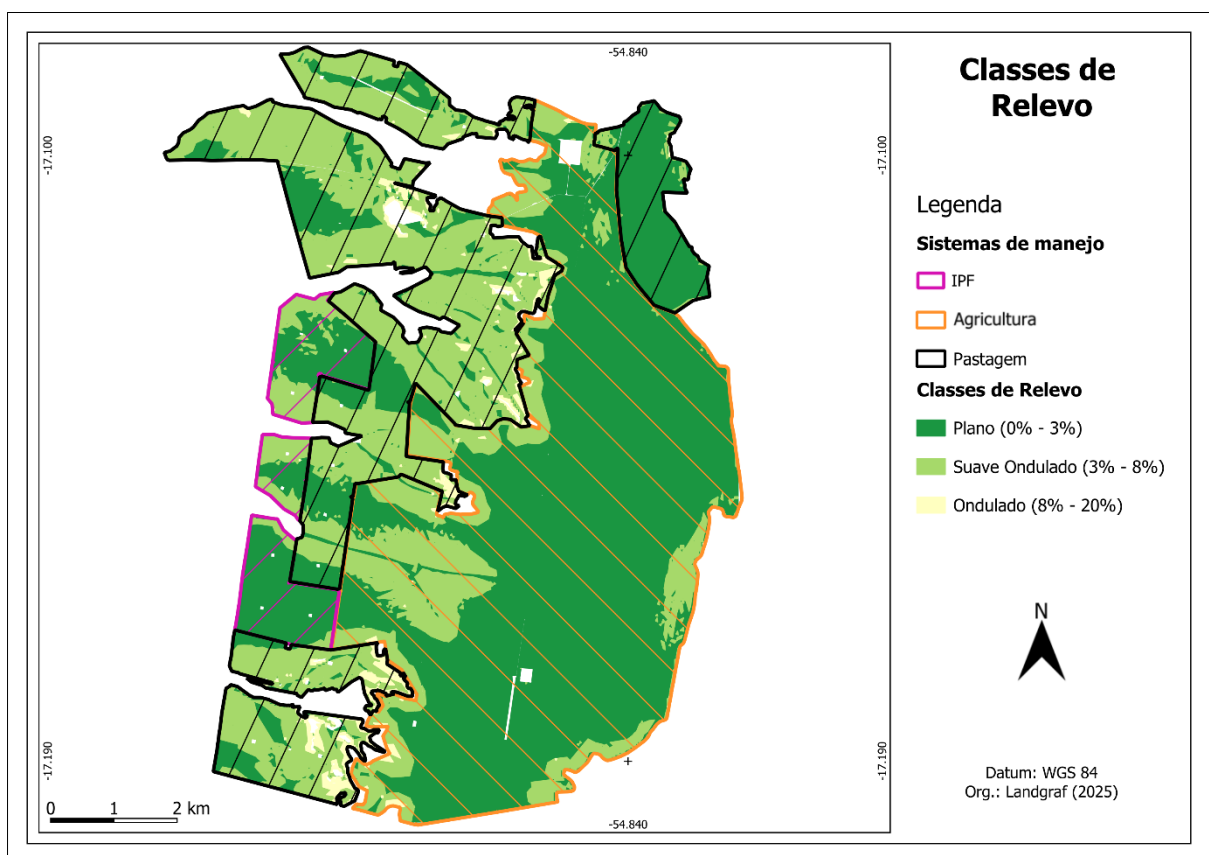 -54.840
-17.100
-17.100
-17.190
-17.190
0 1 2 km
-54.840
Classes de
Relevo
Legenda
Sistemas de manejo
IPF
Agricultura
Pastagem
Classes de Relevo
Plano (0% - 3%)
Suave Ondulado (3% - 8%)
Ondulado (8% - 20%)
N
Datum: WGS 84
Org.: Landgraf (2025)